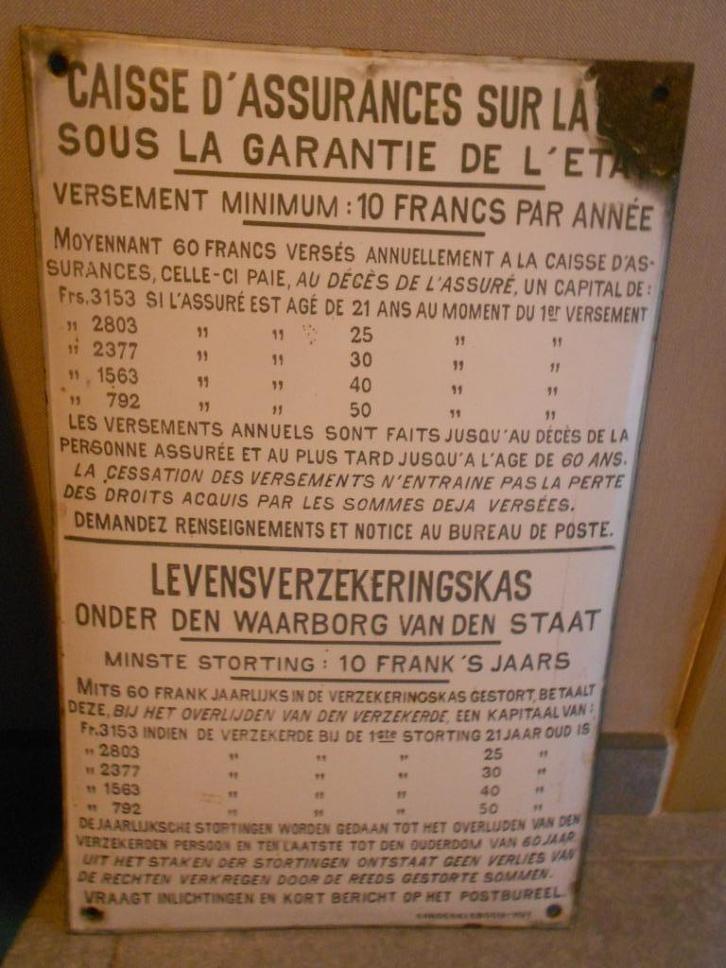 CAISSE D'ASSURANCES SUR LA
SOUS LA GARANTIE DE L'ETA
VERSEMENT MINIMUM : 10 FRANCS PAR ANNÉE
MOYENNANT 60 FRANCS VERSÉS ANNUELLEMENT A LA CAISSE D'AS-
SURANCES, CELLE-CI PAIE, AU DÉCÈS DE L'ASSURÉ, UN CAPITAL DE :
Frs. 3153 SI L'ASSURÉ EST AGÉ DE 21 ANS AU MOMENT DU 1er VERSEMENT
" 2803 " " 25 " "
" 2377 " " 30 " "
" 1563 " " 40 " "
" 792 " " 50 " "
LES VERSEMENTS ANNUELS SONT FAITS JUSQU'AU DÉCÈS DE LA
PERSONNE ASSURÉE ET AU PLUS TARD JUSQU'A L'AGE DE 60 ANS.
LA CESSATION DES VERSEMENTS N'ENTRAINE PAS LA PERTE
DES DROITS ACQUIS PAR LES SOMMES DEJA VERSÉES.
DEMANDEZ RENSEIGNEMENTS ET NOTICE AU BUREAU DE POSTE.
LEVENSVERZEKERINGSKAS
ONDER DEN WAARBORG VAN DEN STAAT
MINSTE STORTING : 10 FRANK 'S JAARS
MITS 60 FRANK JAARLIJKS IN DE VERZEKERINGSKAS GESTORT, BETAALT
DEZE, BIJ HET OVERLIJDEN VAN DEN VERZEKERDE, EEN KAPITAAL VAN :
Fr. 3153 INDIEN DE VERZEKERDE BIJ DE 1ste STORTING 21 JAAR OUD IS
" 2803 " " " 25 "
" 2377 " " " 30 "
" 1563 " " " 40 "
" 792 " " " 50 "
DE JAARLIJKSCHE STORTINGEN WORDEN GEDAAN TOT HET OVERLIJDEN VAN DEN
VERZEKERDEN PERSOON EN TEN LAATSTE TOT DEN OUDERDOM VAN 60 JAAR
UIT HET STAKEN DER STORTINGEN ONTSTAAT GEEN VERLIES VAN
DE RECHTEN VERKREGEN DOOR DE REEDS GESTORTE SOMMEN.
VRAAGT INLICHTINGEN EN KORT BERICHT OP HET POSTBUREEL.